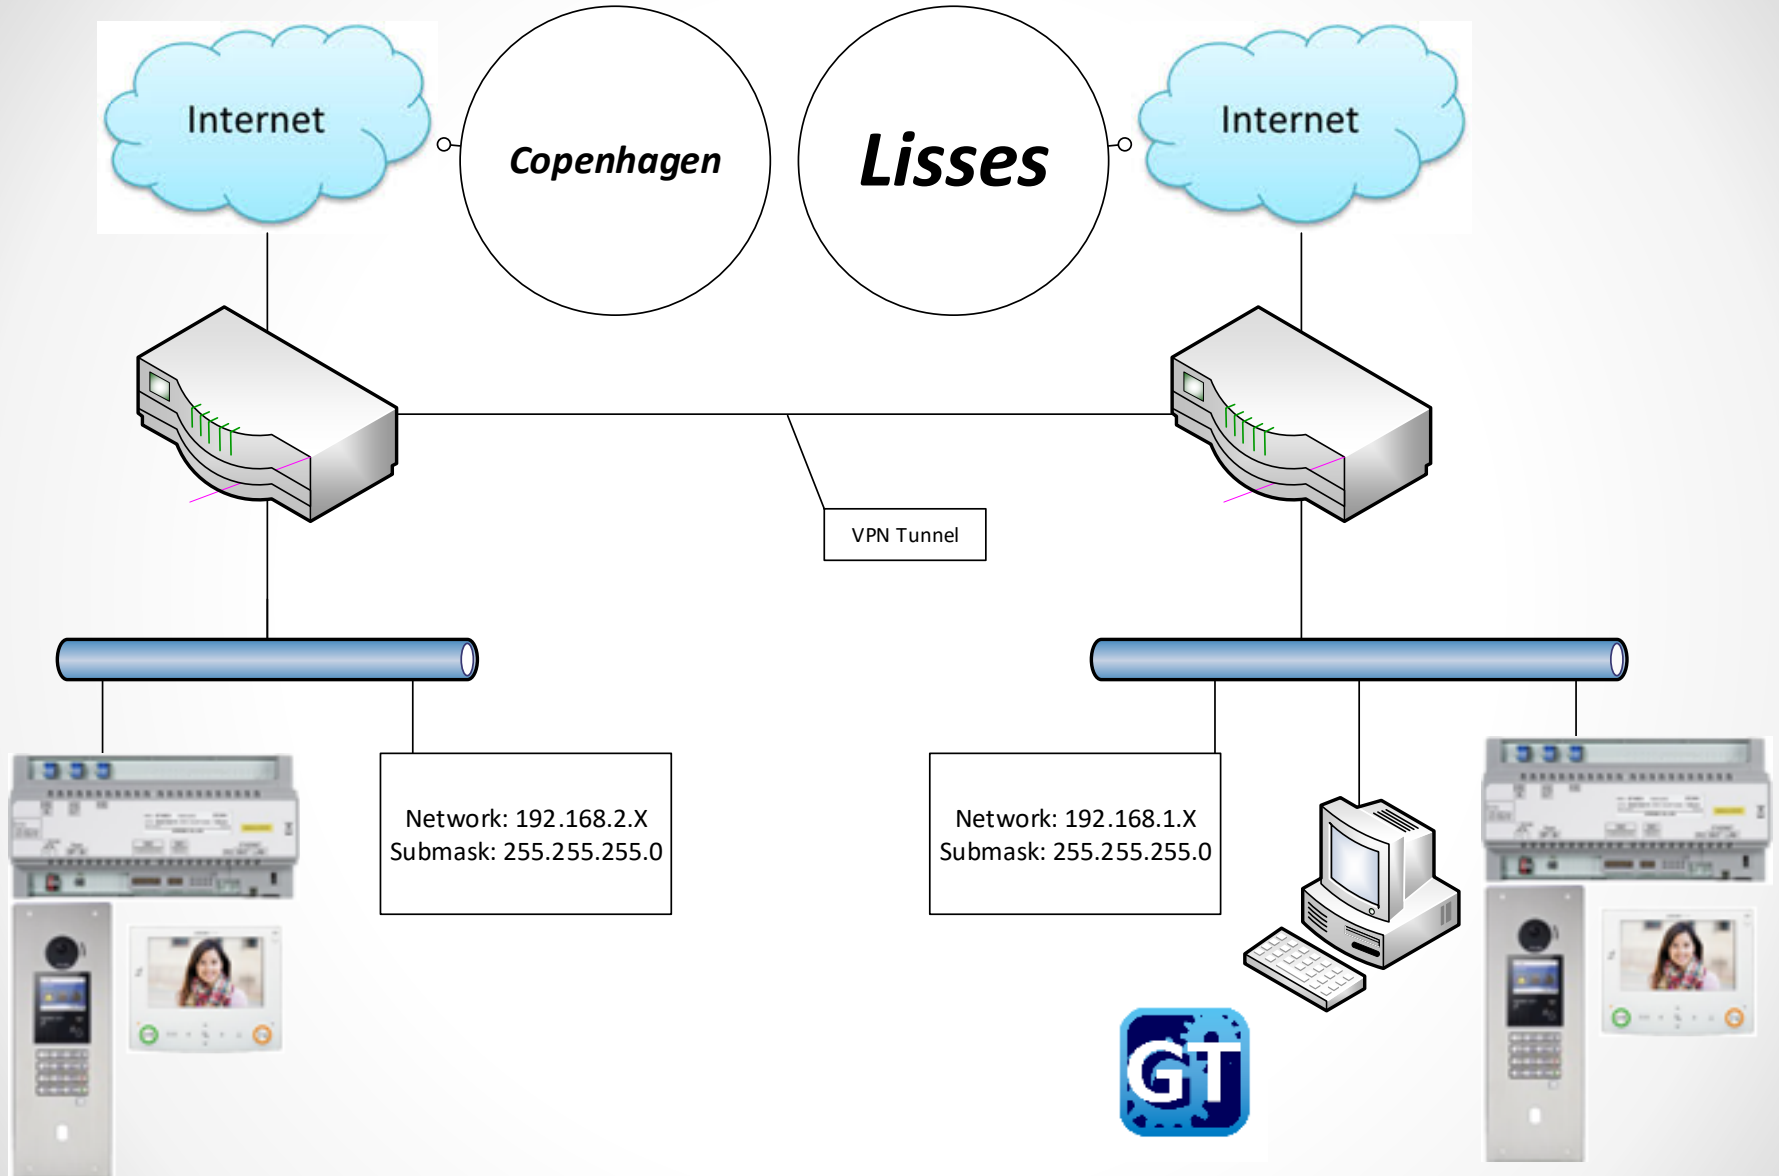 Internet
Copenhagen
Lisses
Internet
VPN Tunnel
Network: 192.168.2.X
Submask: 255.255.255.0
Network: 192.168.1.X
Submask: 255.255.255.0
GT